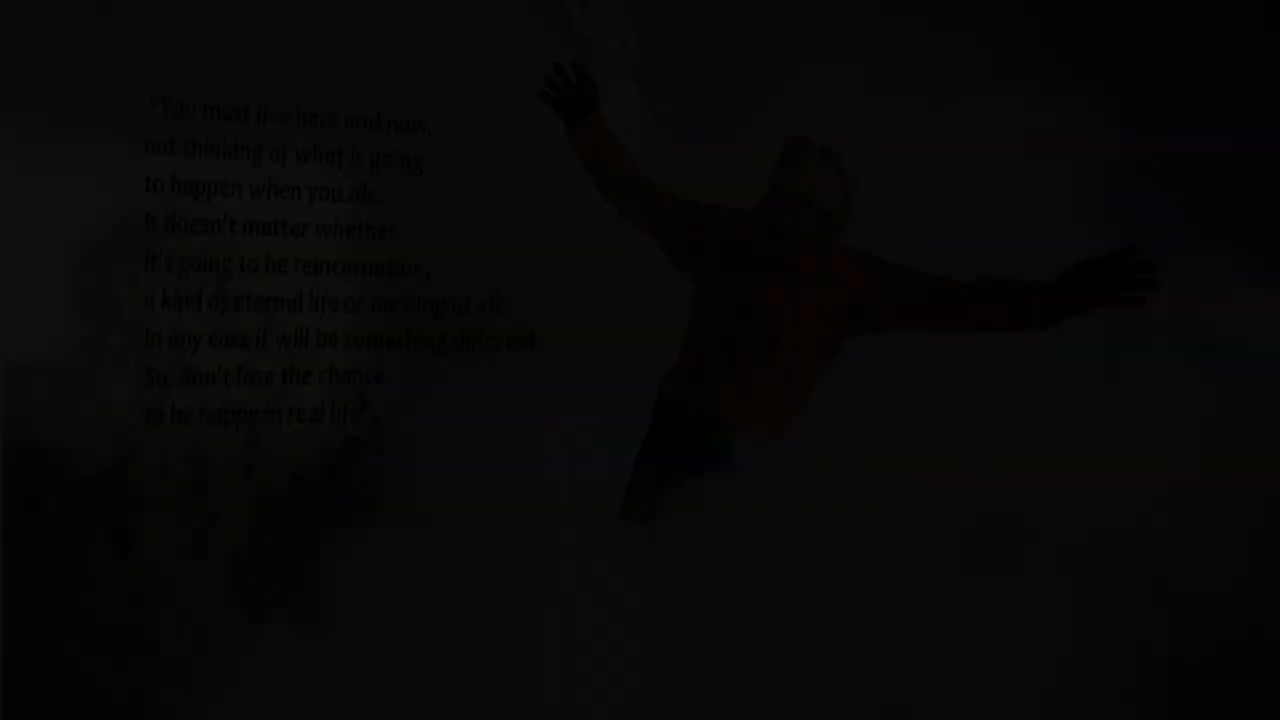 "You must live here and now,
not thinking of what is going
to happen when you die.
It doesn't matter whether
it's going to be reincarnation,
a kind of eternal life or nothing at all.
In any case it will be something different.
So, don't lose the chance
to be happy in real life"